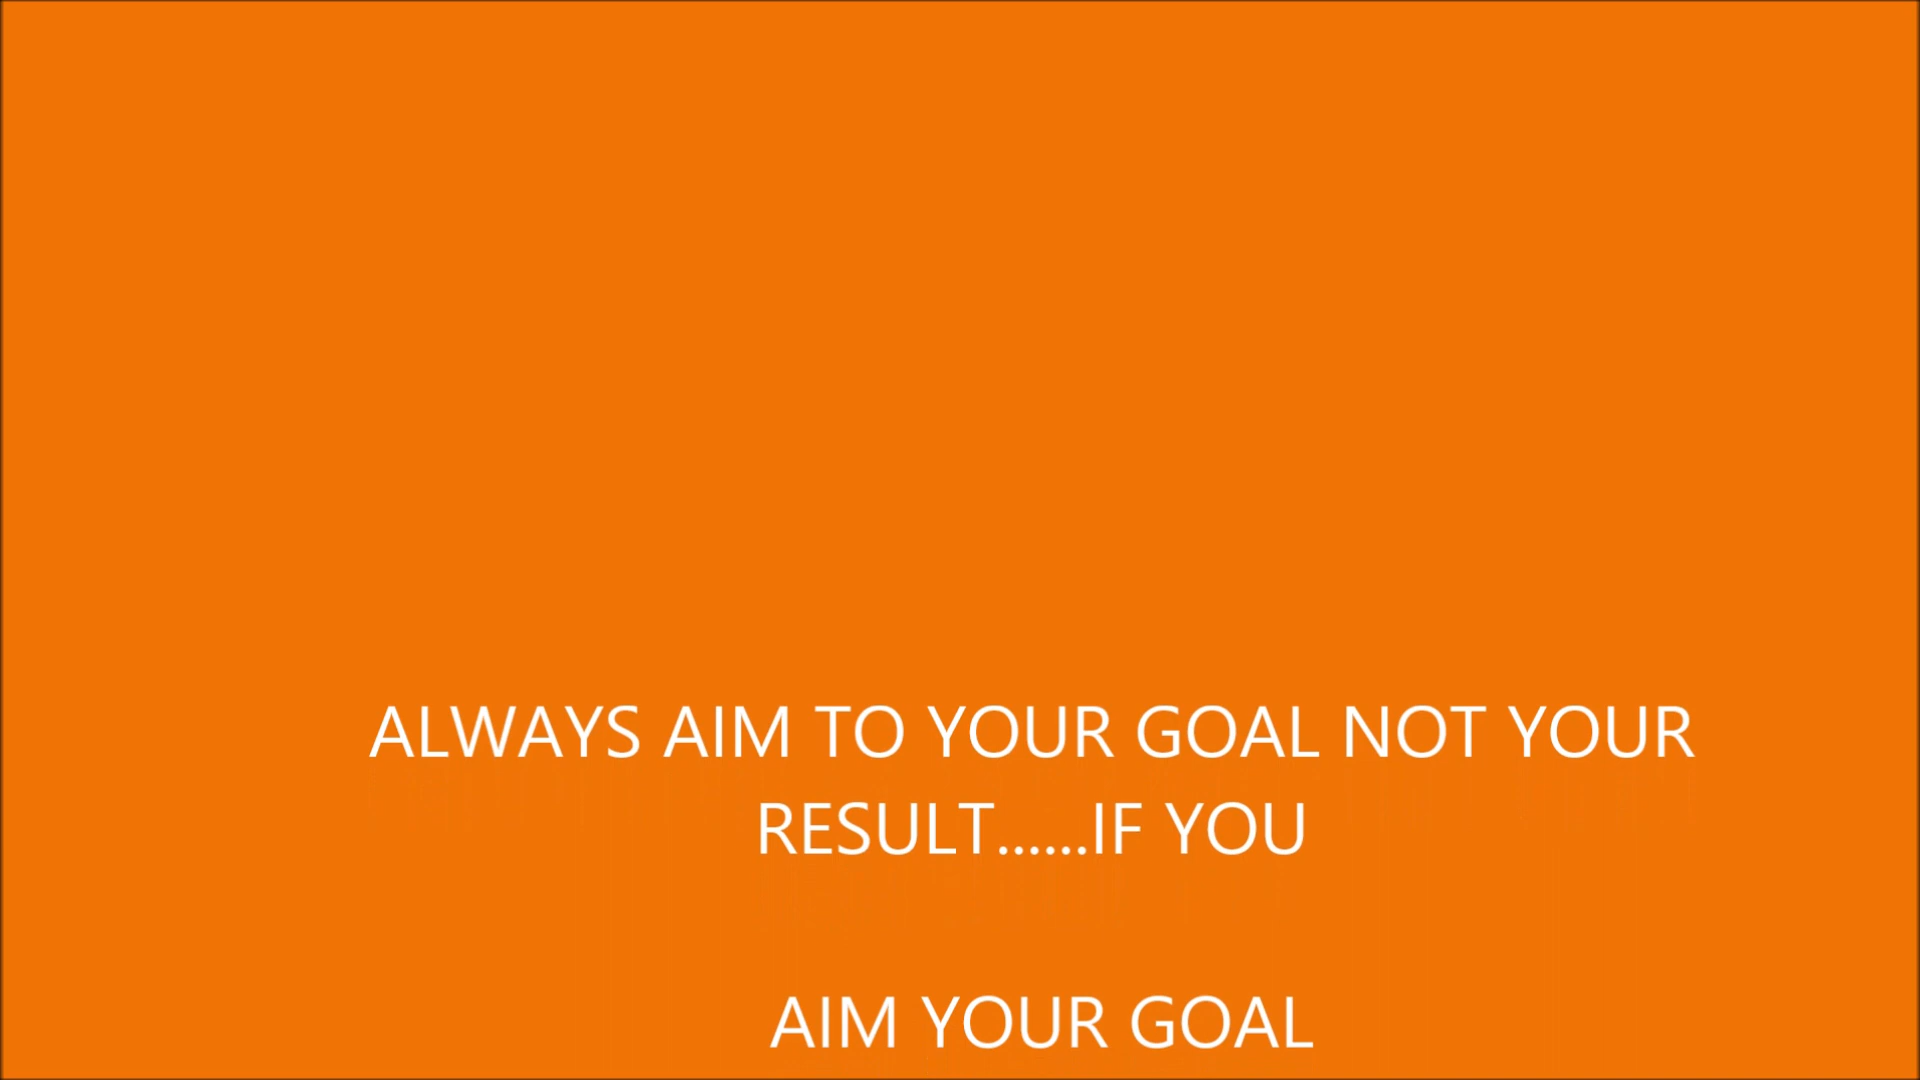 ALWAYS AIM TO YOUR GOAL NOT YOUR
RESULT......IF YOU
AIM YOUR GOAL